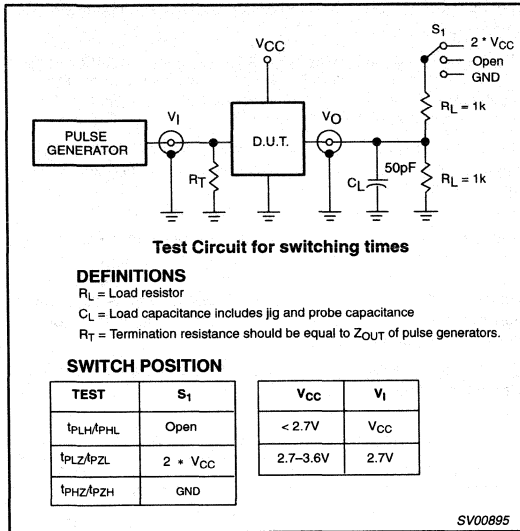 S1
2 * VCC
Open
GND
VCC
RL = 1k
VI
VO
PULSE
GENERATOR
D.U.T.
RT
CL
50pF
RL = 1k
Test Circuit for switching times
DEFINITIONS
RL = Load resistor
CL = Load capacitance includes jig and probe capacitance
RT = Termination resistance should be equal to ZOUT of pulse generators.
SWITCH POSITION
TEST S1
tPLH/tPHL Open
tPLZ/tPZL 2 * VCC
tPHZ/tPZH GND
VCC VI
< 2.7V VCC
2.7–3.6V 2.7V
SV00895